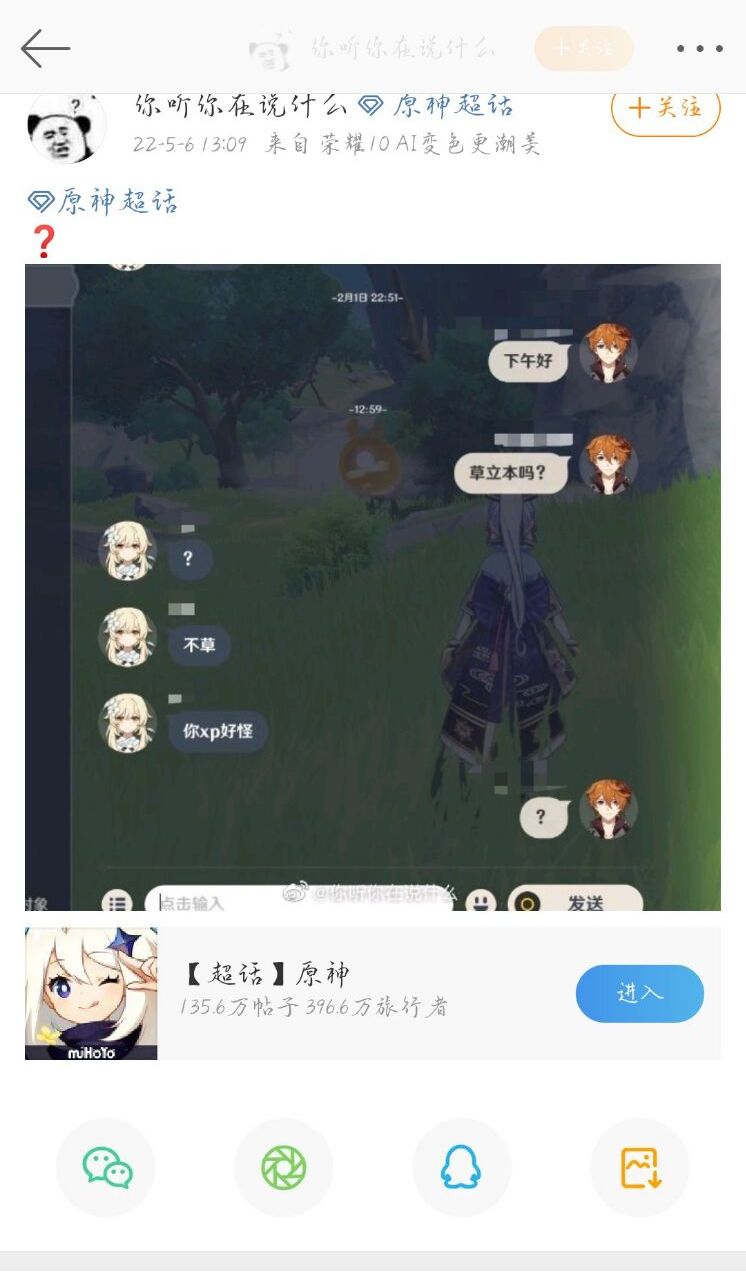 你听你在说什么
+关注
你听你在说什么 原神超话
+关注
22-5-6 13:09 来自 荣耀10 AI变色更潮美
原神超话
❓
-2月1日 22:51-
下午好
-12:59-
草立本吗?
?
不草
你xp好怪
?
对象
点击输入
@你听你在说什么
发送
【超话】原神
135.6万帖子 396.6万旅行者
进入
miHoYo